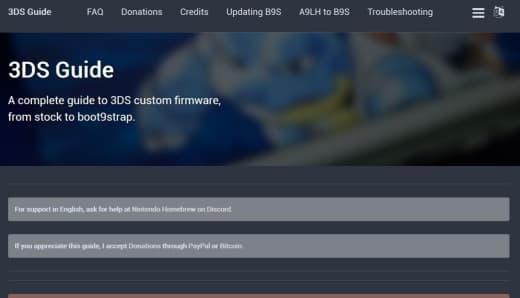 3DS Guide FAQ Donations Credits Updating B9S A9LH to B9S Troubleshooting
3DS Guide
A complete guide to 3DS custom firmware,
from stock to boot9strap.
For support in English, ask for help at Nintendo Homebrew on Discord.
If you appreciate this guide, I accept Donations through PayPal or Bitcoin.